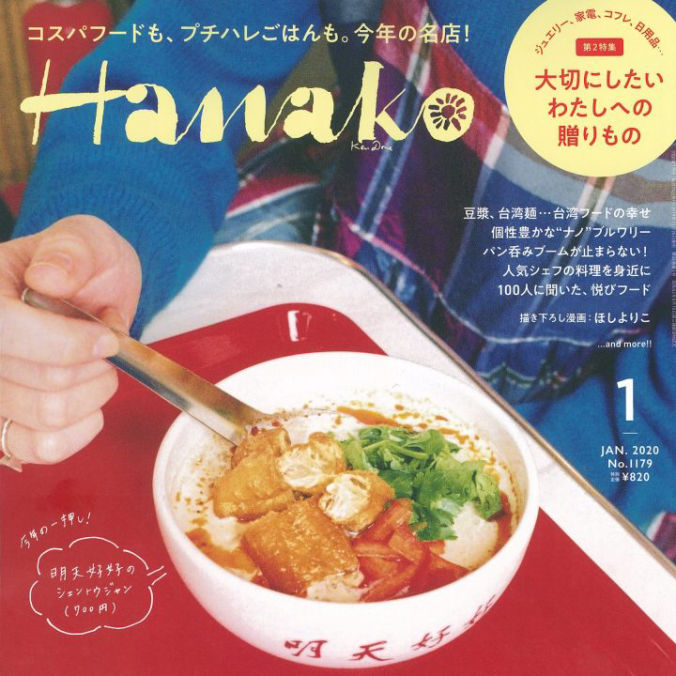 コスパフードも、プチハレごはんも。今年の名店!
Hanako
Ken Done
ジュエリー、家電、コフレ、日用品…
第2特集
大切にしたい
わたしへの
贈りもの
豆漿、台湾麺…台湾フードの幸せ
個性豊かな“ナノ”ブルワリー
パン呑みブームが止まらない!
人気シェフの料理を身近に
100人に聞いた、悦びフード
描き下ろし漫画:ほしよりこ
...and more!!
1
JAN. 2020
No.1179
特別定価 ¥820
今年の一押し!
明天好好の
シェントウジャン
(700円)
明天好好